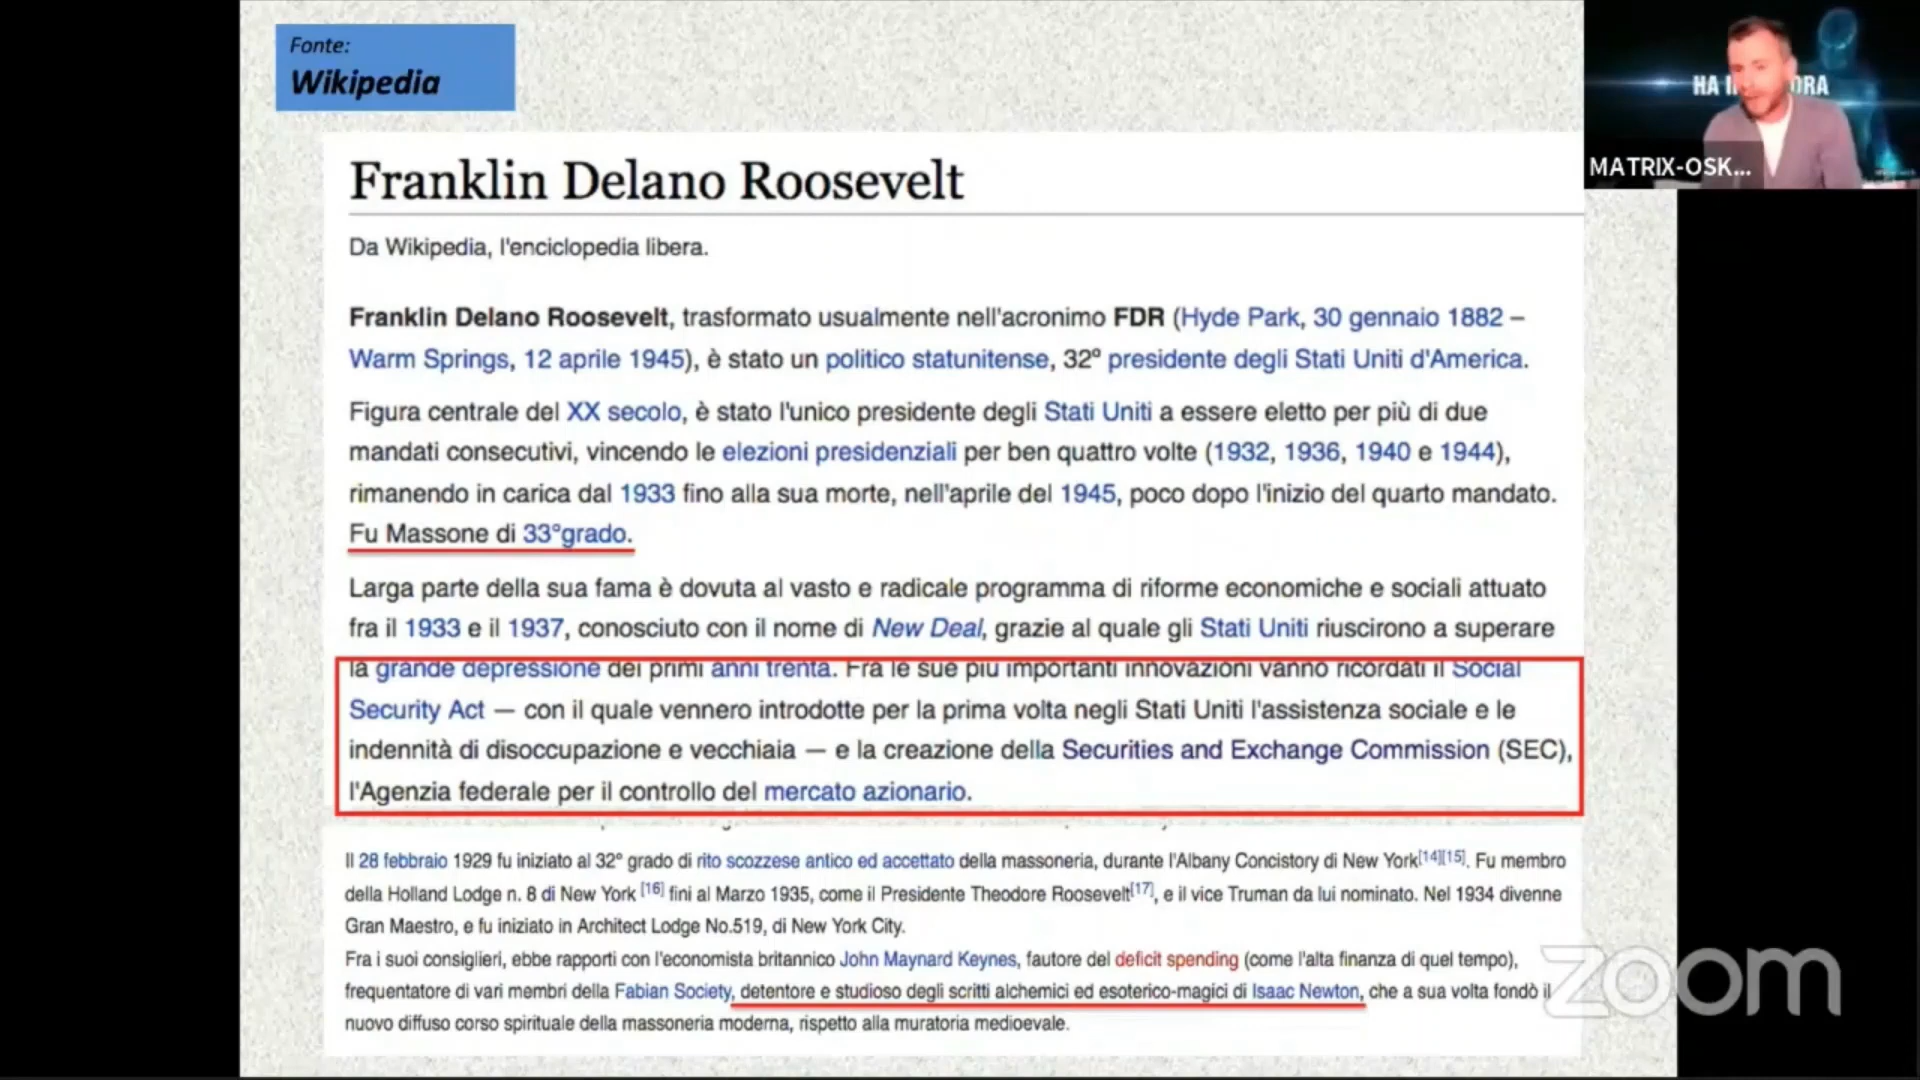 Fonte:
Wikipedia
HA I
ORA
MATRIX-OSK...
Franklin Delano Roosevelt
Da Wikipedia, l'enciclopedia libera.
Franklin Delano Roosevelt, trasformato usualmente nell'acronimo FDR (Hyde Park, 30 gennaio 1882 –
Warm Springs, 12 aprile 1945), è stato un politico statunitense, 32º presidente degli Stati Uniti d'America.
Figura centrale del XX secolo, è stato l'unico presidente degli Stati Uniti a essere eletto per più di due
mandati consecutivi, vincendo le elezioni presidenziali per ben quattro volte (1932, 1936, 1940 e 1944),
rimanendo in carica dal 1933 fino alla sua morte, nell'aprile del 1945, poco dopo l'inizio del quarto mandato.
Fu Massone di 33°grado.
Larga parte della sua fama è dovuta al vasto e radicale programma di riforme economiche e sociali attuato
fra il 1933 e il 1937, conosciuto con il nome di New Deal, grazie al quale gli Stati Uniti riuscirono a superare
la grande depressione dei primi anni trenta. Fra le sue più importanti innovazioni vanno ricordati il Social
Security Act — con il quale vennero introdotte per la prima volta negli Stati Uniti l'assistenza sociale e le
indennità di disoccupazione e vecchiaia — e la creazione della Securities and Exchange Commission (SEC),
l'Agenzia federale per il controllo del mercato azionario.
Il 28 febbraio 1929 fu iniziato al 32° grado di rito scozzese antico ed accettato della massoneria, durante l'Albany Concistory di New York[14][15]. Fu membro
della Holland Lodge n. 8 di New York [16] fini al Marzo 1935, come il Presidente Theodore Roosevelt[17], e il vice Truman da lui nominato. Nel 1934 divenne
Gran Maestro, e fu iniziato in Architect Lodge No.519, di New York City.
Fra i suoi consiglieri, ebbe rapporti con l'economista britannico John Maynard Keynes, fautore del deficit spending (come l'alta finanza di quel tempo),
frequentatore di vari membri della Fabian Society, detentore e studioso degli scritti alchemici ed esoterico-magici di Isaac Newton, che a sua volta fondò il
nuovo diffuso corso spirituale della massoneria moderna, rispetto alla muratoria medioevale.
zoom